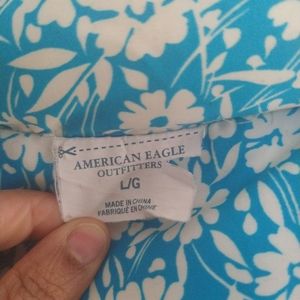 AMERICAN EAGLE
OUTFITTERS
L/G
MADE IN CHINA
FABRIQUÉ EN CHINE